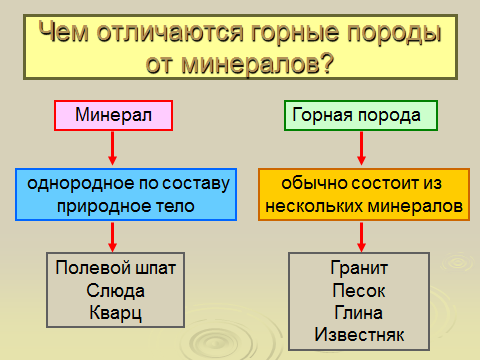 Чем отличаются горные породы
от минералов?
Минерал
Горная порода
однородное по составу
природное тело
обычно состоит из
нескольких минералов
Полевой шпат
Слюда
Кварц
Гранит
Песок
Глина
Известняк